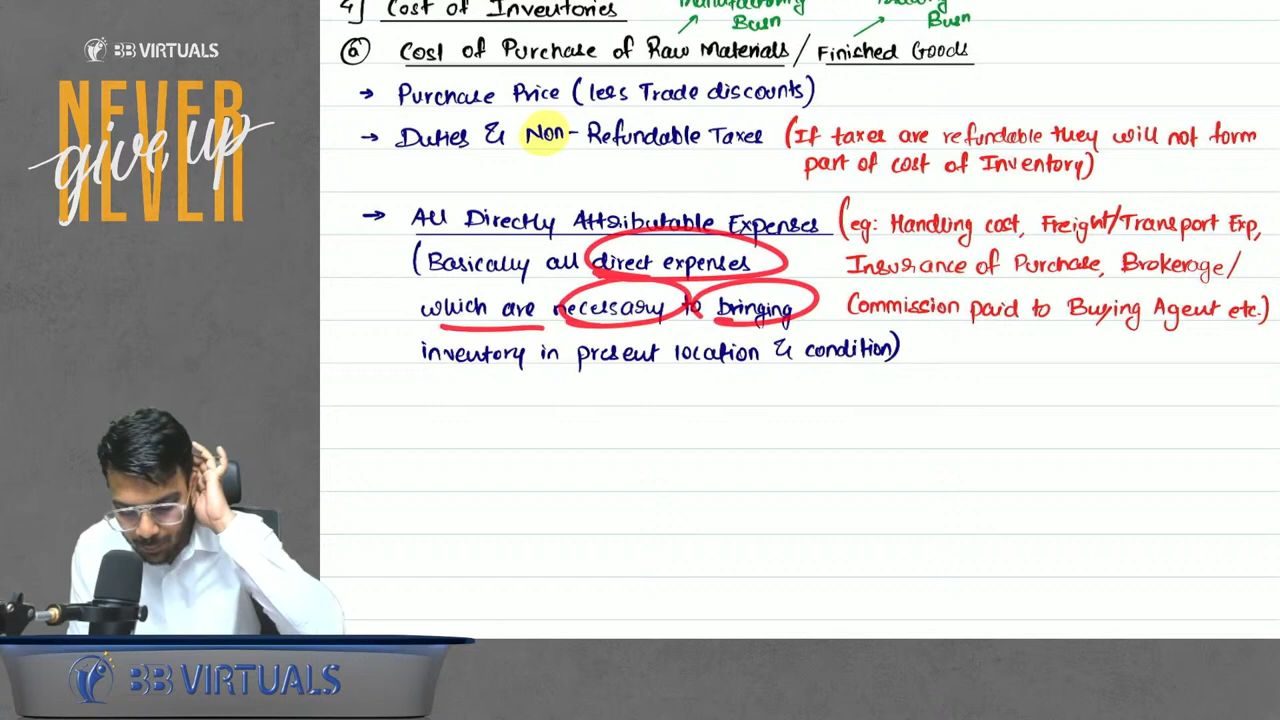 BB VIRTUALS
NEVER
give up
NEVER
4] Cost of Inventories
Manufacturing
Busn
Busn
(a) Cost of Purchase of Raw Materials / Finished Goods
→ Purchase Price (less Trade discounts)
→ Duties & Non-Refundable Taxes (If taxes are refundable they will not form
part of cost of Inventory)
→ All Directly Attributable Expenses (eg: Handling cost, Freight/Transport Exp,
(Basically all direct expenses Insurance of Purchase, Brokerage/
which are necessary to bringing Commission paid to Buying Agent etc.)
inventory in present location & condition)
BB VIRTUALS